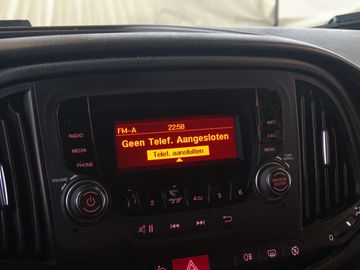 FM-A 22:58
Geen Telef. Aangesloten
Telef. aansluiten
RADIO
MEDIA
PHONE
INFO
A&C
MENU
VOLUME
1 2 3 4 5 6